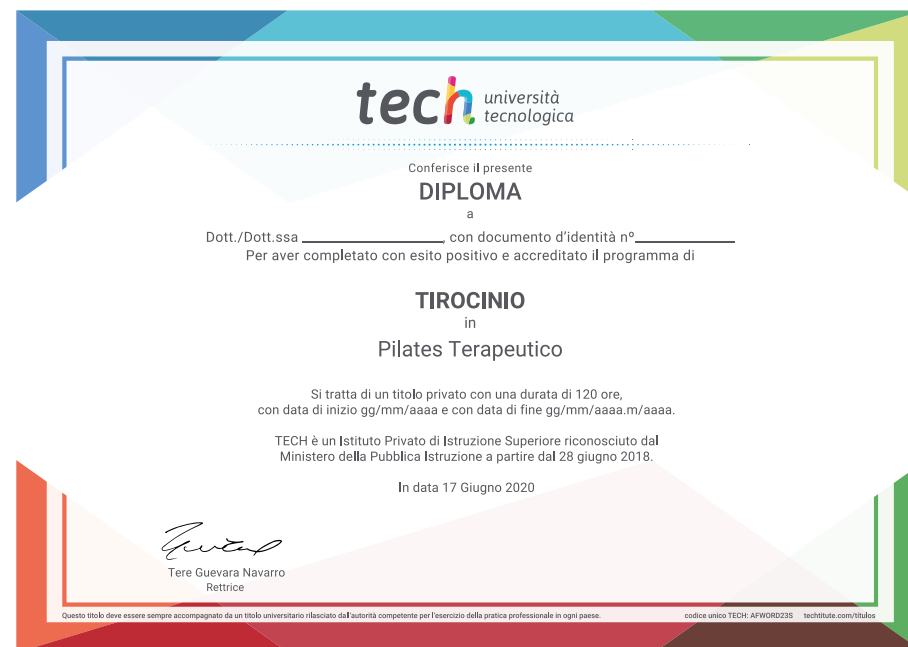 tech università
tecnologica
Conferisce il presente
DIPLOMA
a
Dott./Dott.ssa ____________, con documento d'identità nº____________
Per aver completato con esito positivo e accreditato il programma di
TIROCINIO
in
Pilates Terapeutico
Si tratta di un titolo privato con una durata di 120 ore,
con data di inizio gg/mm/aaaa e con data di fine gg/mm/aaaa.m/aaaa.
TECH è un Istituto Privato di Istruzione Superiore riconosciuto dal
Ministero della Pubblica Istruzione a partire dal 28 giugno 2018.
In data 17 Giugno 2020
Tere Guevara Navarro
Rettrice
Questo titolo deve essere sempre accompagnato da un titolo universitario rilasciato dall'autorità competente per l'esercizio della pratica professionale in ogni paese. codice unico TECH: AFWORD23S techtitute.com/titulos